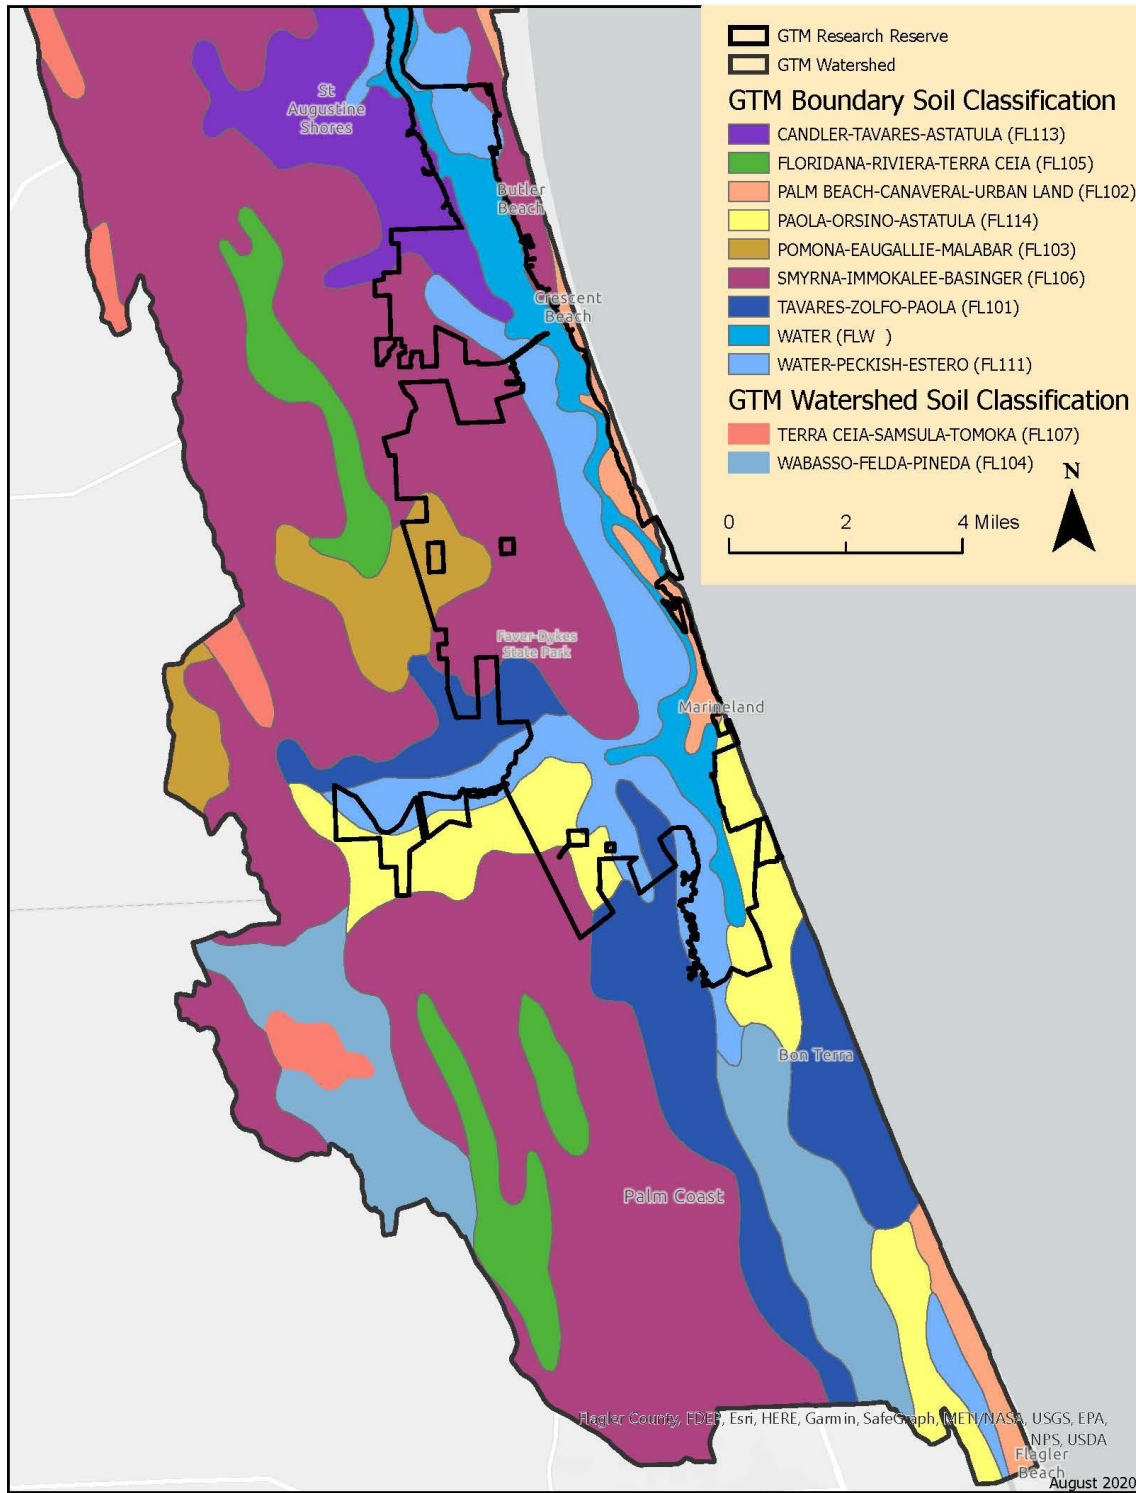 GTM Research Reserve
GTM Watershed
GTM Boundary Soil Classification
CANDLER-TAVARES-ASTATULA (FL113)
FLORIDANA-RIVIERA-TERRA CEIA (FL105)
PALM BEACH-CANAVERAL-URBAN LAND (FL102)
PAOLA-ORSINO-ASTATULA (FL114)
POMONA-EAUGALLIE-MALABAR (FL103)
SMYRNA-IMMOKALEE-BASINGER (FL106)
TAVARES-ZOLFO-PAOLA (FL101)
WATER (FLW  )
WATER-PECKISH-ESTERO (FL111)
GTM Watershed Soil Classification
TERRA CEIA-SAMSULA-TOMOKA (FL107)
WABASSO-FELDA-PINEDA (FL104)
N
0 2 4 Miles
St
Augustine
Shores
Butler
Beach
Crescent
Beach
Faver-Dykes
State Park
Marineland
Bon Terra
Palm Coast
Flagler County, FDEP, Esri, HERE, Garmin, SafeGraph, METI/NASA, USGS, EPA,
NPS, USDA
Flagler
Beach
August 2020